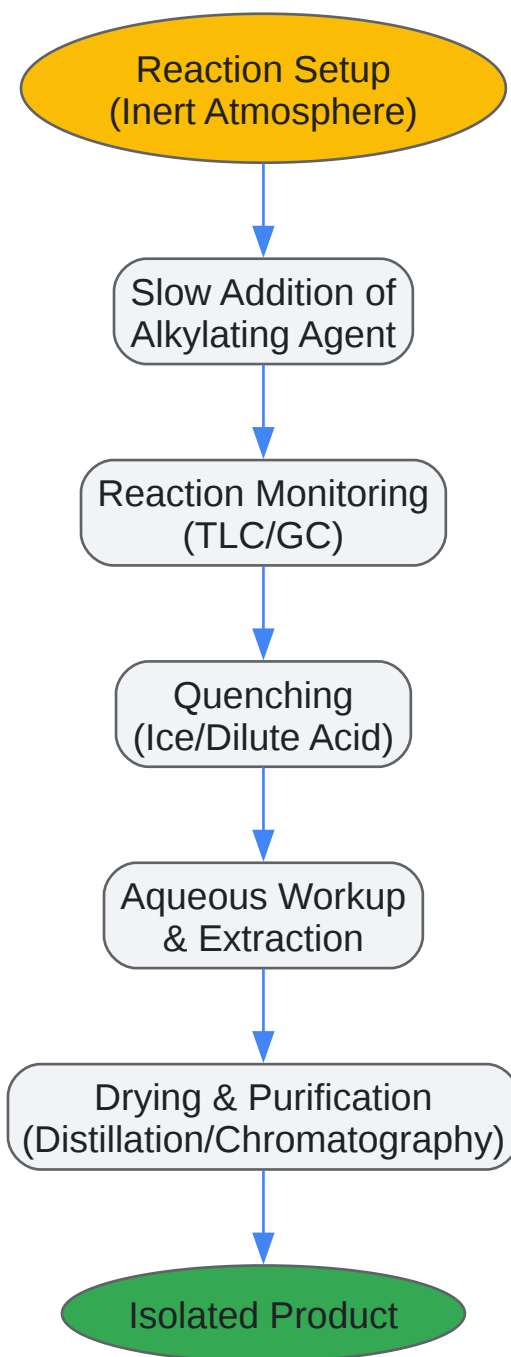 Reaction Setup
(Inert Atmosphere)
Slow Addition of
Alkylating Agent
Reaction Monitoring
(TLC/GC)
Quenching
(Ice/Dilute Acid)
Aqueous Workup
& Extraction
Drying & Purification
(Distillation/Chromatography)
Isolated Product